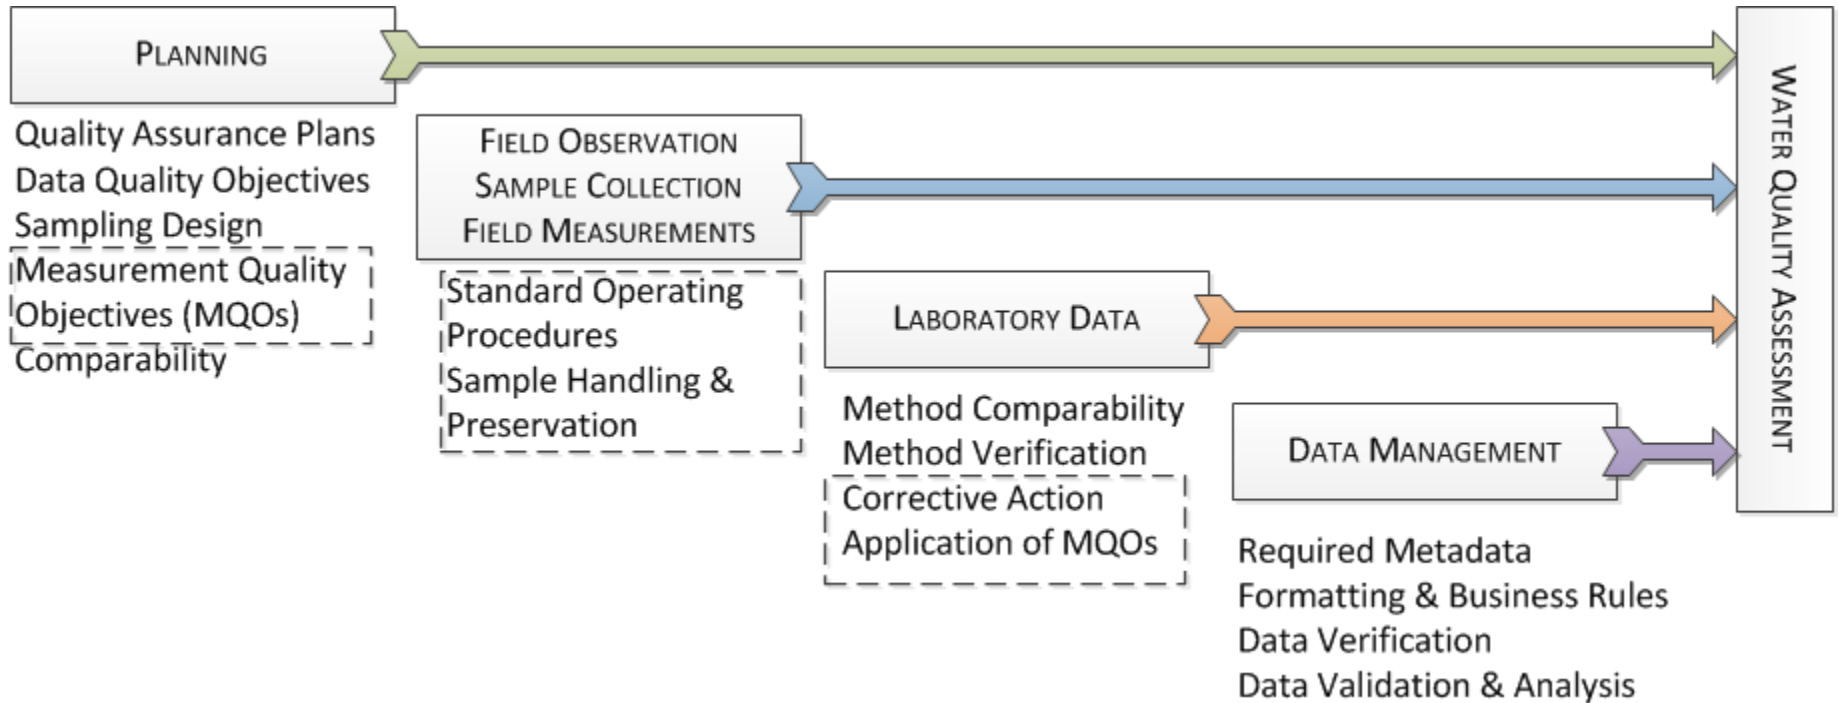 PLANNING
Quality Assurance Plans
Data Quality Objectives
Sampling Design
Measurement Quality
Objectives (MQOs)
Comparability
FIELD OBSERVATION
SAMPLE COLLECTION
FIELD MEASUREMENTS
Standard Operating
Procedures
Sample Handling &
Preservation
LABORATORY DATA
Method Comparability
Method Verification
Corrective Action
Application of MQOs
DATA MANAGEMENT
Required Metadata
Formatting & Business Rules
Data Verification
Data Validation & Analysis
WATER QUALITY ASSESSMENT